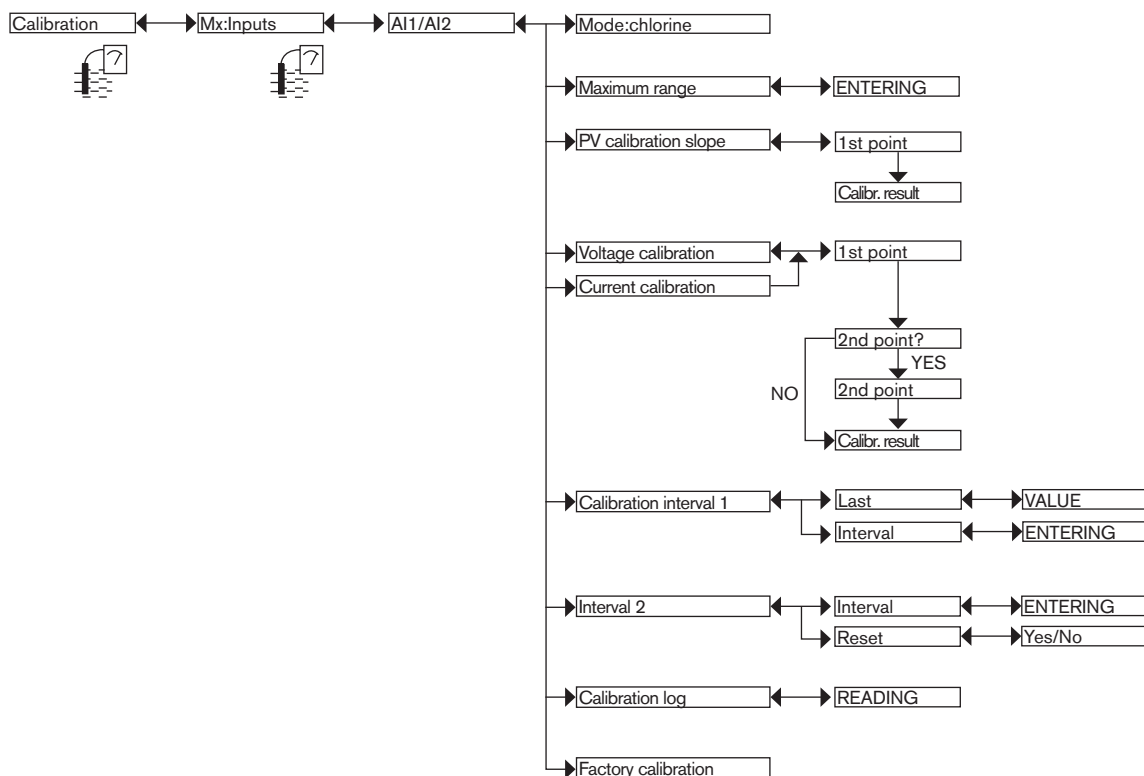 Calibration
Mx:Inputs
AI1/AI2
Mode:chlorine
Maximum range
ENTERING
PV calibration slope
1st point
Calibr. result
Voltage calibration
1st point
Current calibration
2nd point?
YES
NO
2nd point
Calibr. result
Calibration interval 1
Last
VALUE
Interval
ENTERING
Interval 2
Interval
ENTERING
Reset
Yes/No
Calibration log
READING
Factory calibration